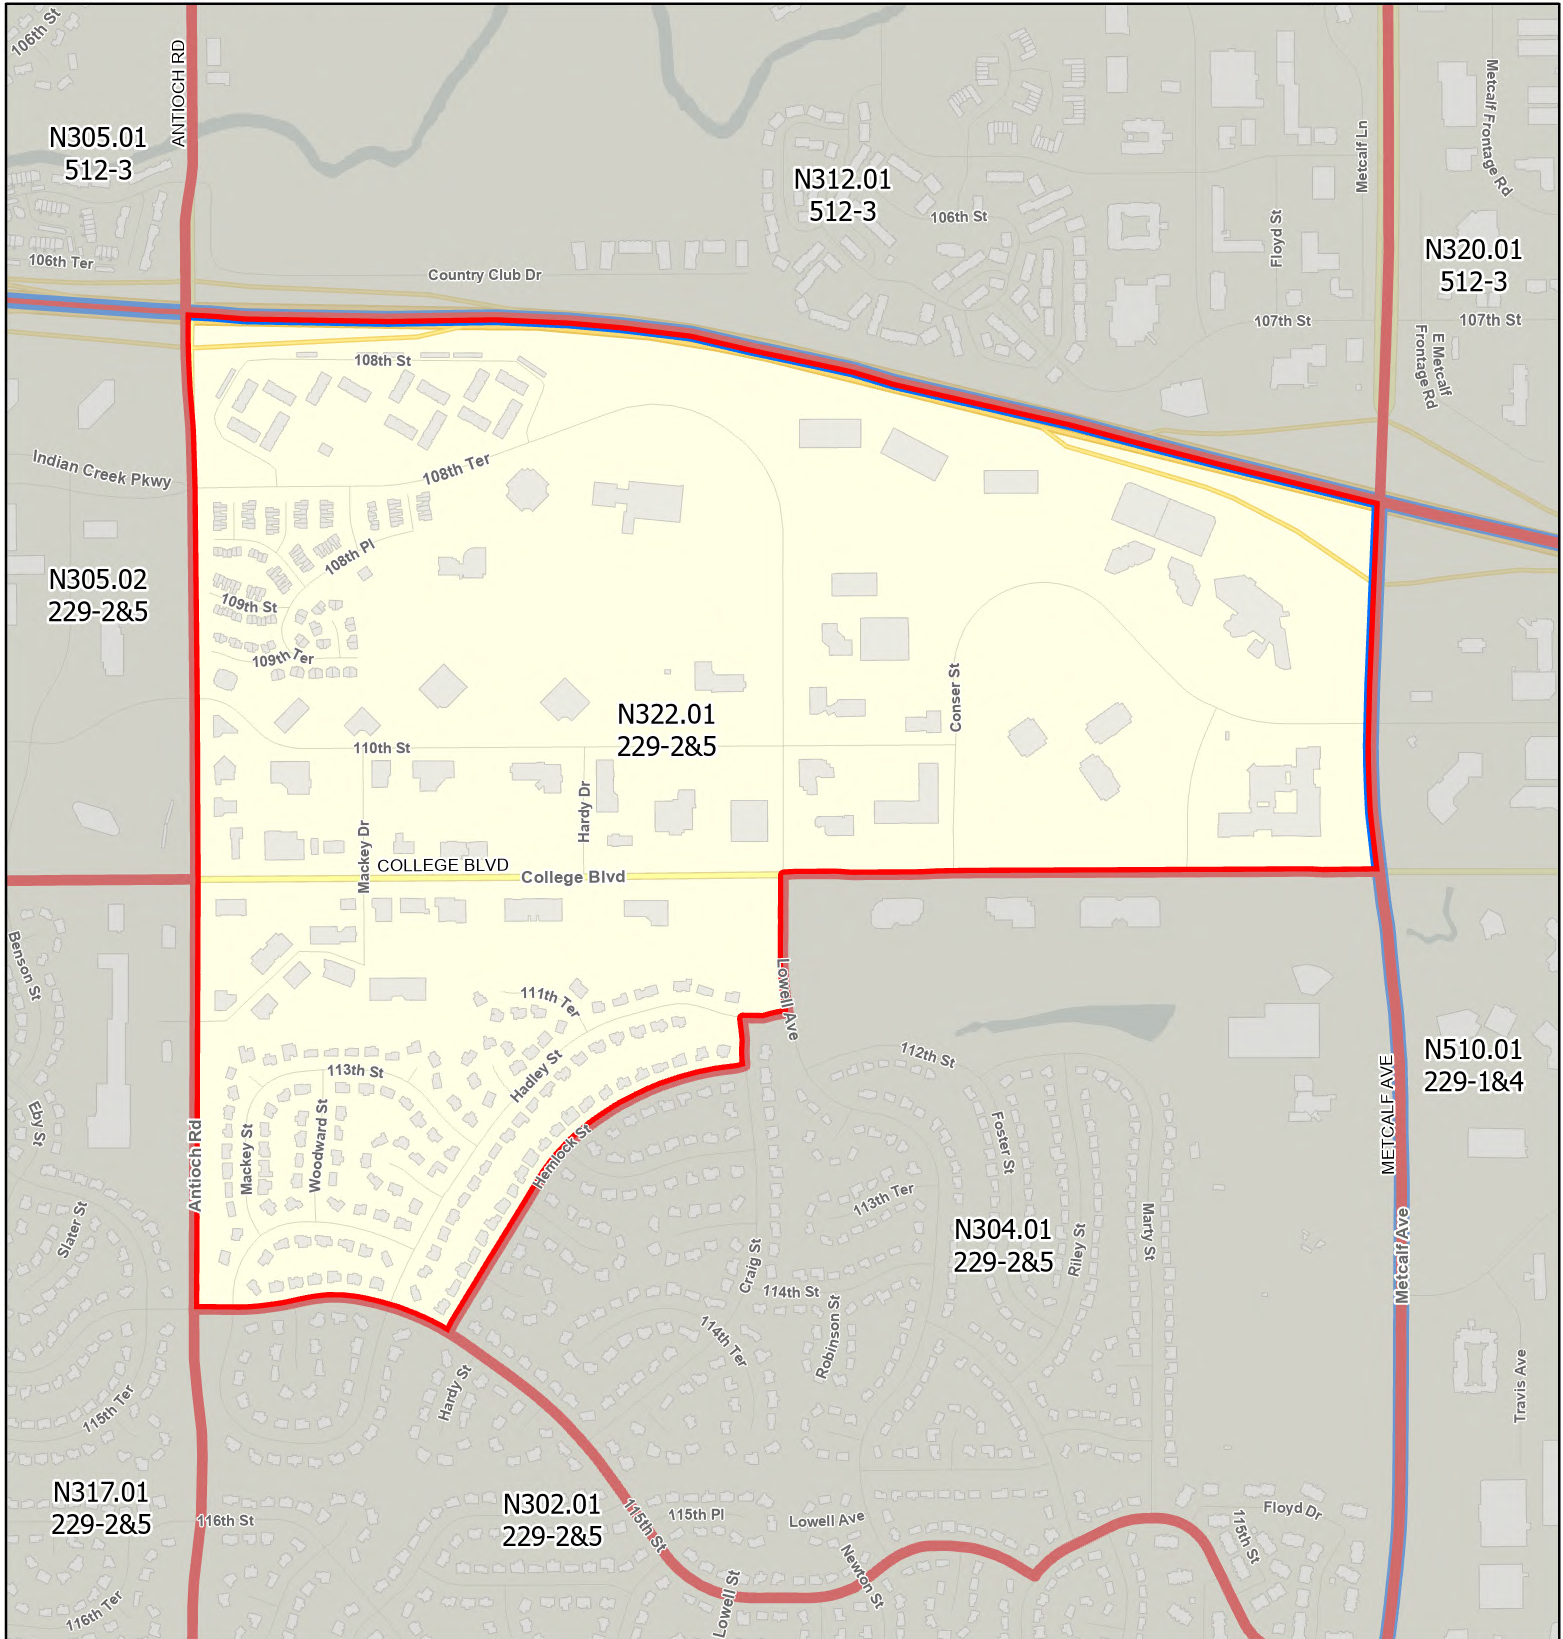 106th St
ANTIOCH RD
N305.01
512-3
106th Ter
Country Club Dr
N312.01
512-3
106th St
Metcalf Ln
Floyd St
107th St
Metcalf Frontage Rd
N320.01
512-3
107th St
E Metcalf
Frontage Rd
108th St
Indian Creek Pkwy
108th Ter
108th Pl
109th St
109th Ter
N305.02
229-2&5
N322.01
229-2&5
Conser St
110th St
Hardy Dr
Mackey Dr
COLLEGE BLVD
College Blvd
Benson St
Lowell Ave
111th Ter
112th St
N510.01
229-1&4
METCALF AVE
Hadley St
113th St
Eby St
Antioch Rd
Mackey St
Woodward St
Hemlock St
Foster St
113th Ter
Slater St
N304.01
229-2&5
Riley St
Marty St
Metcalf Ave
Craig St
114th St
Robinson St
114th Ter
Hardy St
115th Ter
Travis Ave
N317.01
229-2&5
116th St
N302.01
229-2&5
115th St
115th Pl
Lowell Ave
Newton St
Floyd Dr
115th St
116th Ter
Lowell St